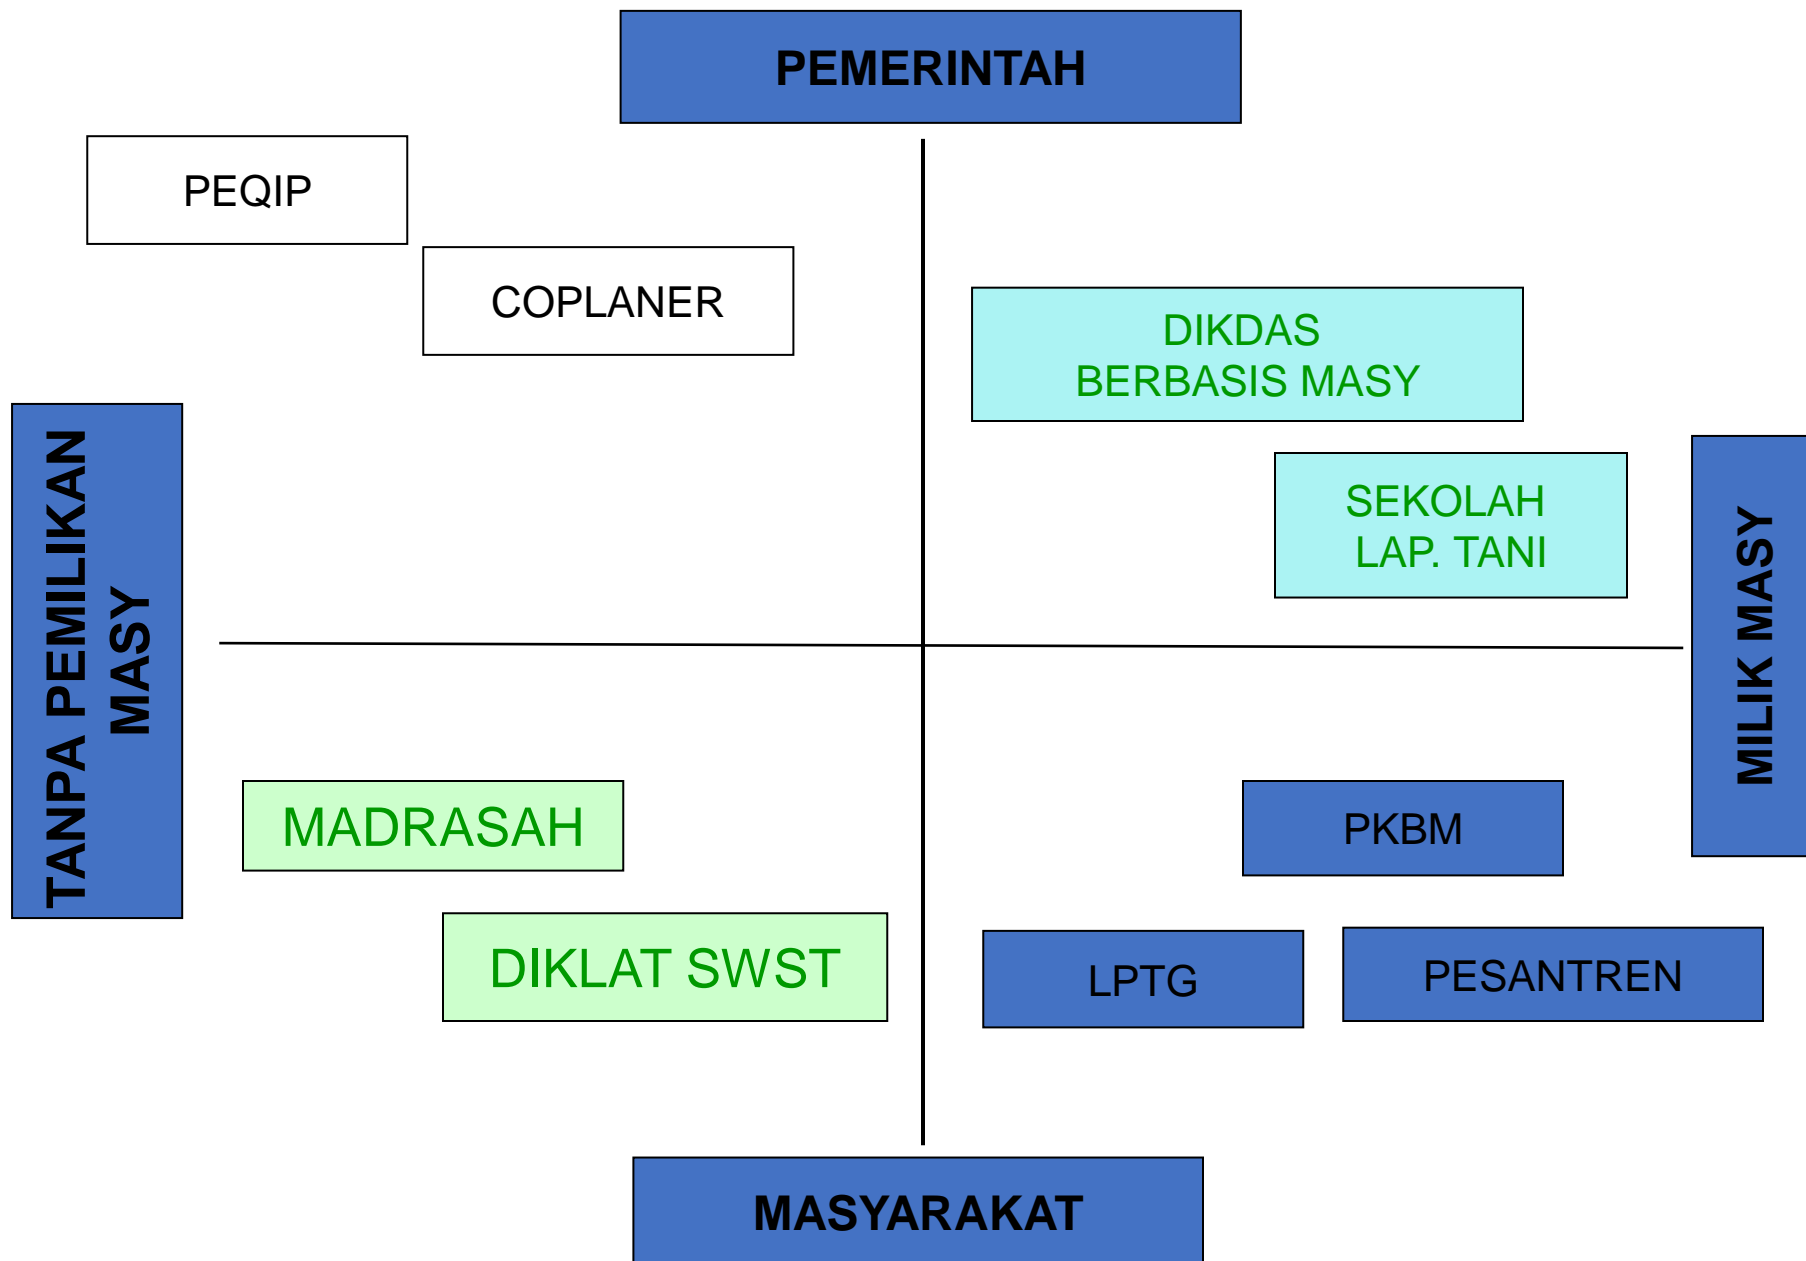 PEMERINTAH
PEQIP
COPLANER
DIKDAS
BERBASIS MASY
SEKOLAH
LAP. TANI
TANPA PEMILIKAN
MASY
MILIK MASY
MADRASAH
PKBM
DIKLAT SWST
LPTG
PESANTREN
MASYARAKAT